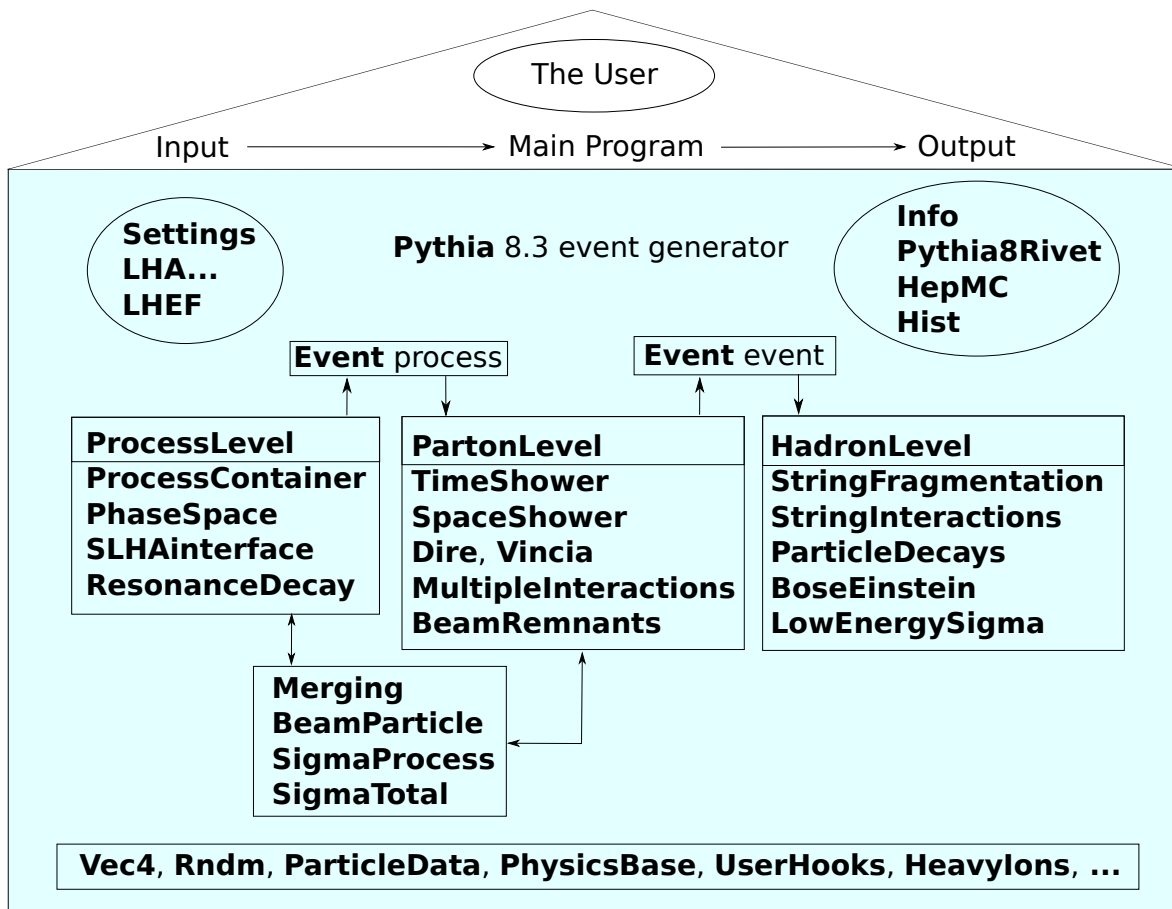 The User
Input
Main Program
Output
Settings
LHA...
LHEF
Pythia 8.3 event generator
Info
Pythia8Rivet
HepMC
Hist
Event process
Event event
ProcessLevel
ProcessContainer
PhaseSpace
SLHAinterface
ResonanceDecay
PartonLevel
TimeShower
SpaceShower
Dire, Vincia
MultipleInteractions
BeamRemnants
HadronLevel
StringFragmentation
StringInteractions
ParticleDecays
BoseEinstein
LowEnergySigma
Merging
BeamParticle
SigmaProcess
SigmaTotal
Vec4, Rndm, ParticleData, PhysicsBase, UserHooks, HeavyIons, ...